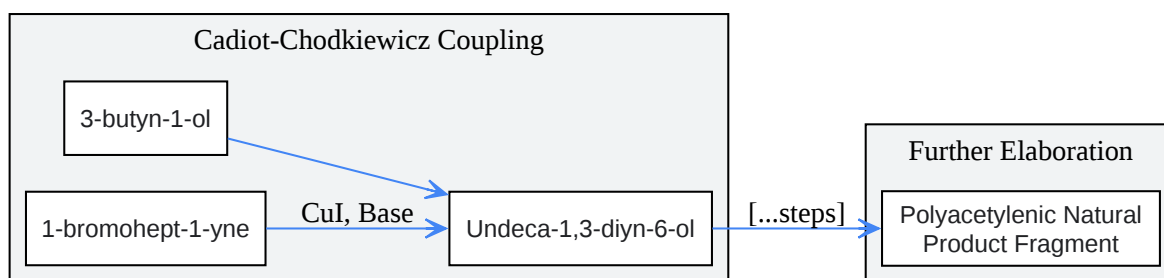 Cadiot-Chodkiewicz Coupling
3-butyn-1-ol
1-bromohept-1-yne
CuI, Base
Undeca-1,3-diyn-6-ol
[...steps]
Further Elaboration
Polyacetylenic Natural
Product Fragment